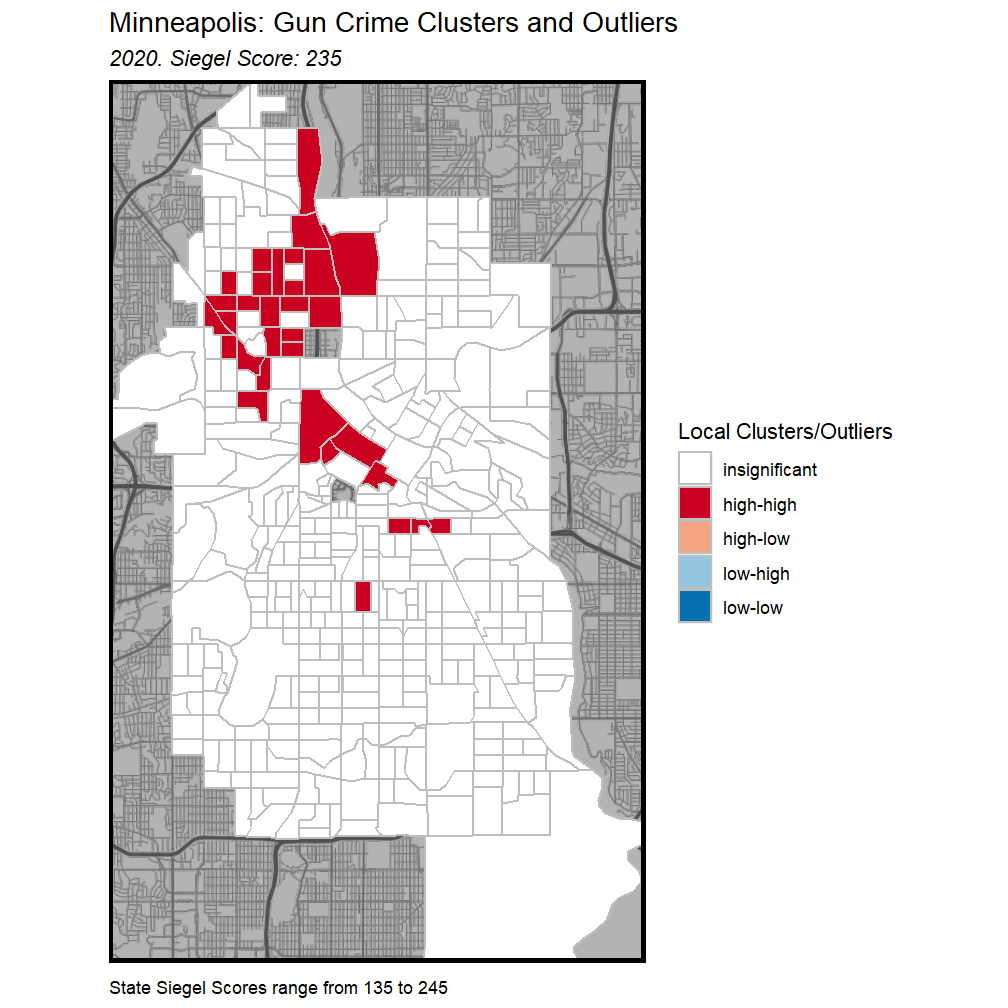 Minneapolis: Gun Crime Clusters and Outliers
2020. Siegel Score: 235
Local Clusters/Outliers
insignificant
high-high
high-low
low-high
low-low
State Siegel Scores range from 135 to 245